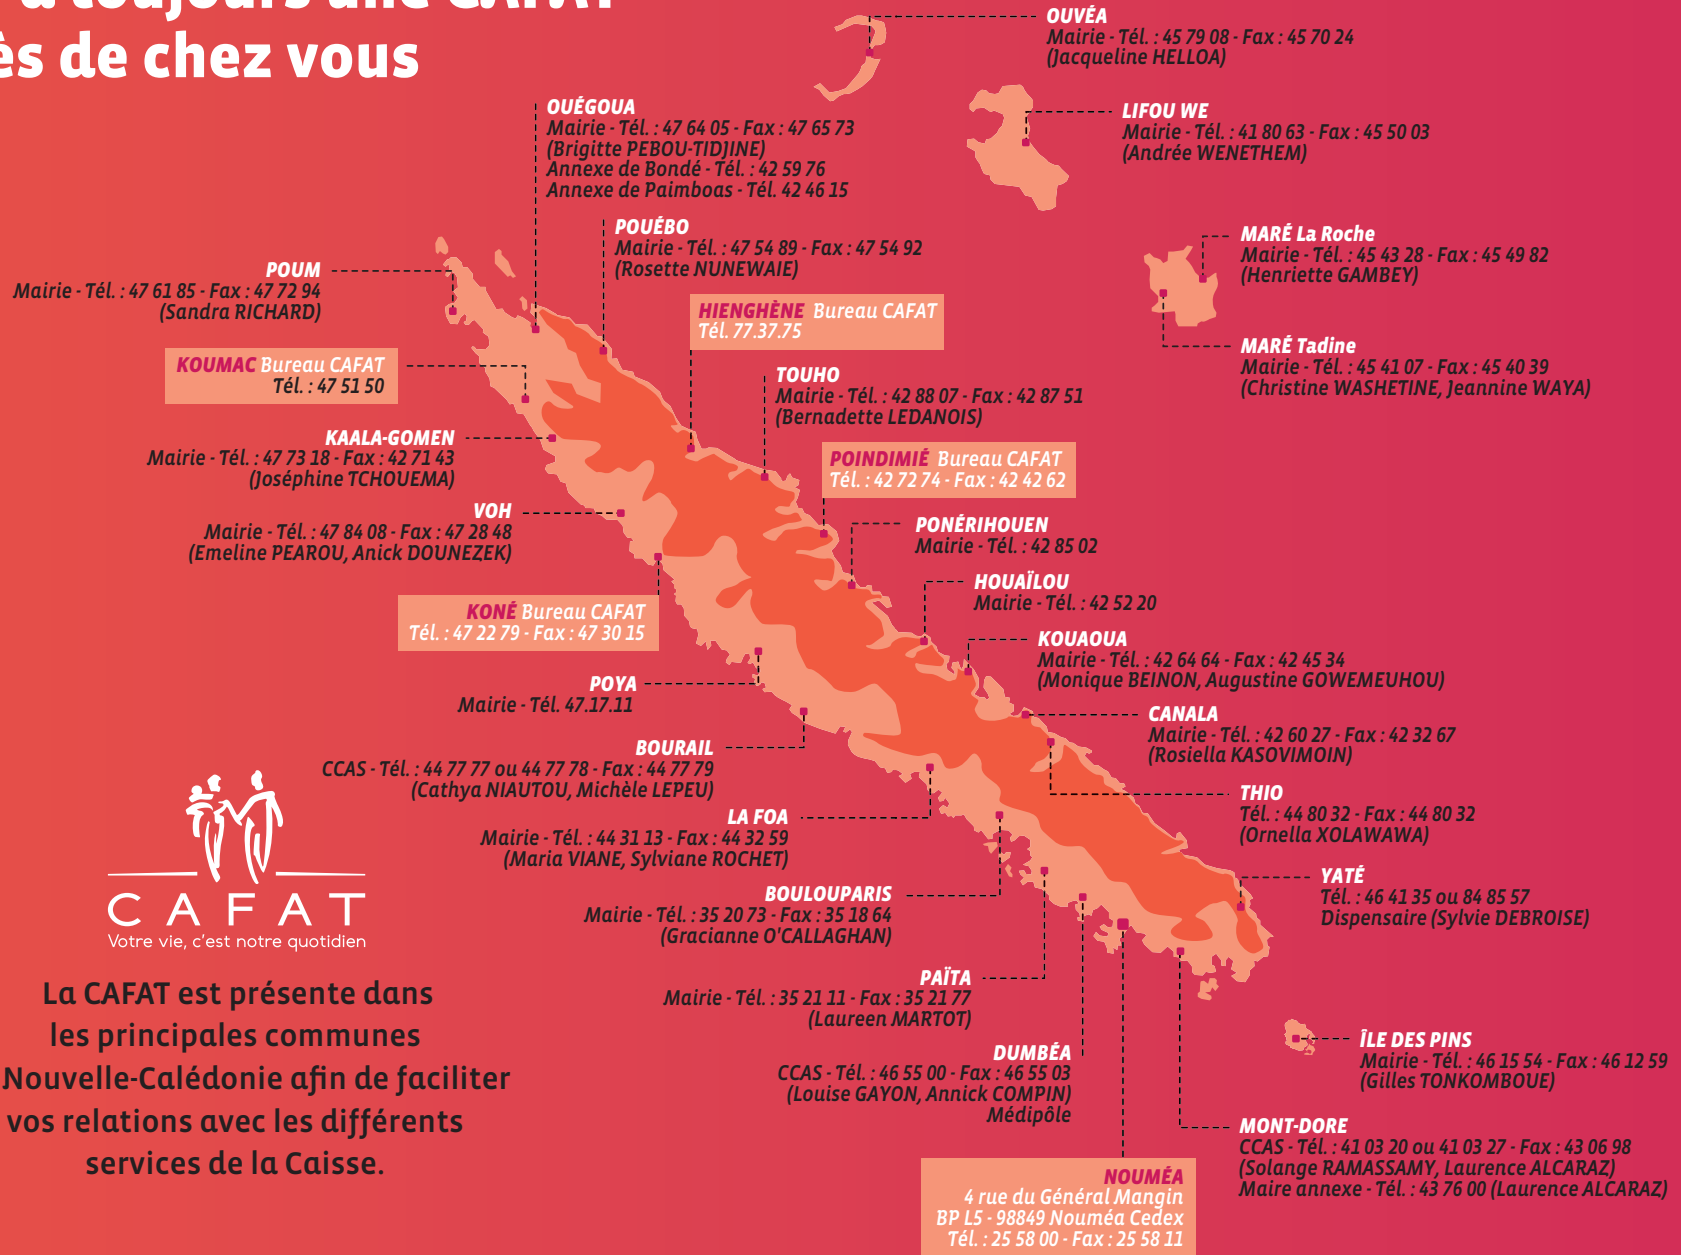 ès de chez vous
OUVÉA
Mairie - Tél. : 45 79 08 - Fax : 45 70 24
(Jacqueline HELLOA)
OUÉGOUA
Mairie - Tél. : 47 64 05 - Fax : 47 65 73
(Brigitte PEBOU-TIDJINE)
Annexe de Bondé - Tél. : 42 59 76
Annexe de Paimboas - Tél. 42 46 15
LIFOU WE
Mairie - Tél. : 41 80 63 - Fax : 45 50 03
(Andrée WENETHEM)
POUÉBO
Mairie - Tél. : 47 54 89 - Fax : 47 54 92
(Rosette NUNEWAIE)
MARÉ La Roche
Mairie - Tél. : 45 43 28 - Fax : 45 49 82
(Henriette GAMBEY)
POUM
Mairie - Tél. : 47 61 85 - Fax : 47 72 94
(Sandra RICHARD)
HIENGHÈNE Bureau CAFAT
Tél. 77.37.75
MARÉ Tadine
Mairie - Tél. : 45 41 07 - Fax : 45 40 39
(Christine WASHETINE, Jeannine WAYA)
KOUMAC Bureau CAFAT
Tél. : 47 51 50
TOUHO
Mairie - Tél. : 42 88 07 - Fax : 42 87 51
(Bernadette LEDANOIS)
KAALA-GOMEN
Mairie - Tél. : 47 73 18 - Fax : 42 71 43
(Joséphine TCHOUEMA)
POINDIMIÉ Bureau CAFAT
Tél. : 42 72 74 - Fax : 42 42 62
VOH
Mairie - Tél. : 47 84 08 - Fax : 47 28 48
(Emeline PEAROU, Anick DOUNEZEK)
PONÉRIHOUEN
Mairie - Tél. : 42 85 02
HOUAÏLOU
Mairie - Tél. : 42 52 20
KONÉ Bureau CAFAT
Tél. : 47 22 79 - Fax : 47 30 15
KOUAOUA
Mairie - Tél. : 42 64 64 - Fax : 42 45 34
(Monique BEINON, Augustine GOWEMEUHOU)
POYA
Mairie - Tél. 47.17.11
CANALA
Mairie - Tél. : 42 60 27 - Fax : 42 32 67
(Rosiella KASOVIMOIN)
BOURAIL
CCAS - Tél. : 44 77 77 ou 44 77 78 - Fax : 44 77 79
(Cathya NIAUTOU, Michèle LEPEU)
THIO
Tél. : 44 80 32 - Fax : 44 80 32
(Ornella XOLAWAWA)
LA FOA
Mairie - Tél. : 44 31 13 - Fax : 44 32 59
(Maria VIANE, Sylviane ROCHET)
YATÉ
Tél. : 46 41 35 ou 84 85 57
Dispensaire (Sylvie DEBROISE)
BOULOUPARIS
Mairie - Tél. : 35 20 73 - Fax : 35 18 64
(Gracianne O'CALLAGHAN)
PAÏTA
Mairie - Tél. : 35 21 11 - Fax : 35 21 77
(Laureen MARTOT)
DUMBÉA
CCAS - Tél. : 46 55 00 - Fax : 46 55 03
(Louise GAYON, Annick COMPIN)
Médipôle
ÎLE DES PINS
Mairie - Tél. : 46 15 54 - Fax : 46 12 59
(Gilles TONKOMBOUE)
MONT-DORE
CCAS - Tél. : 41 03 20 ou 41 03 27 - Fax : 43 06 98
(Solange RAMASSAMY, Laurence ALCARAZ)
Maire annexe - Tél. : 43 76 00 (Laurence ALCARAZ)
NOUMÉA
4 rue du Général Mangin
BP L5 - 98849 Nouméa Cedex
Tél. : 25 58 00 - Fax : 25 58 11
CAFAT
Votre vie, c'est notre quotidien
La CAFAT est présente dans
les principales communes
Nouvelle-Calédonie afin de faciliter
vos relations avec les différents
services de la Caisse.